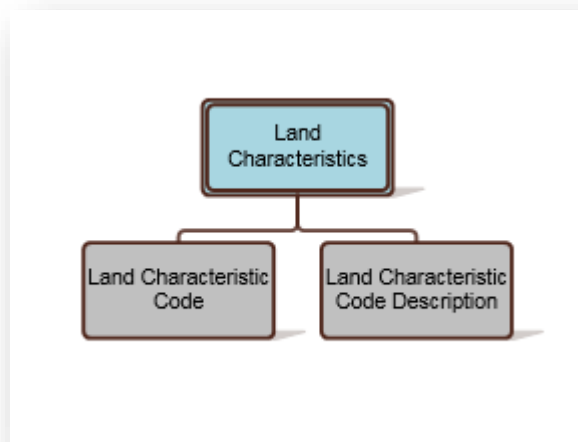 Land
Characteristics
Land Characteristic
Code
Land Characteristic
Code Description